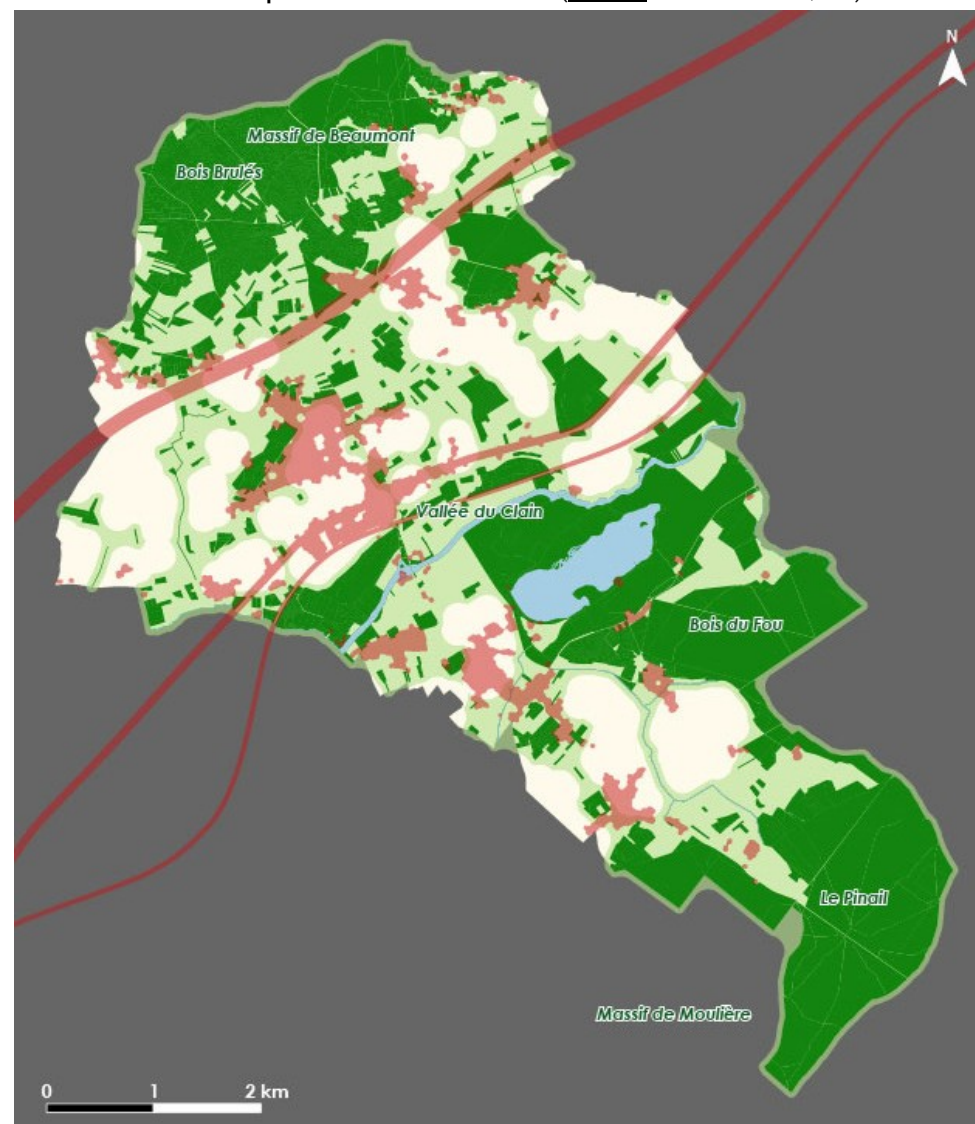 N
Massif de Beaumont
Bois Brulés
Vallée du Clain
Bois du Fou
Le Pinail
Massif de Moulière
0 1 2 km